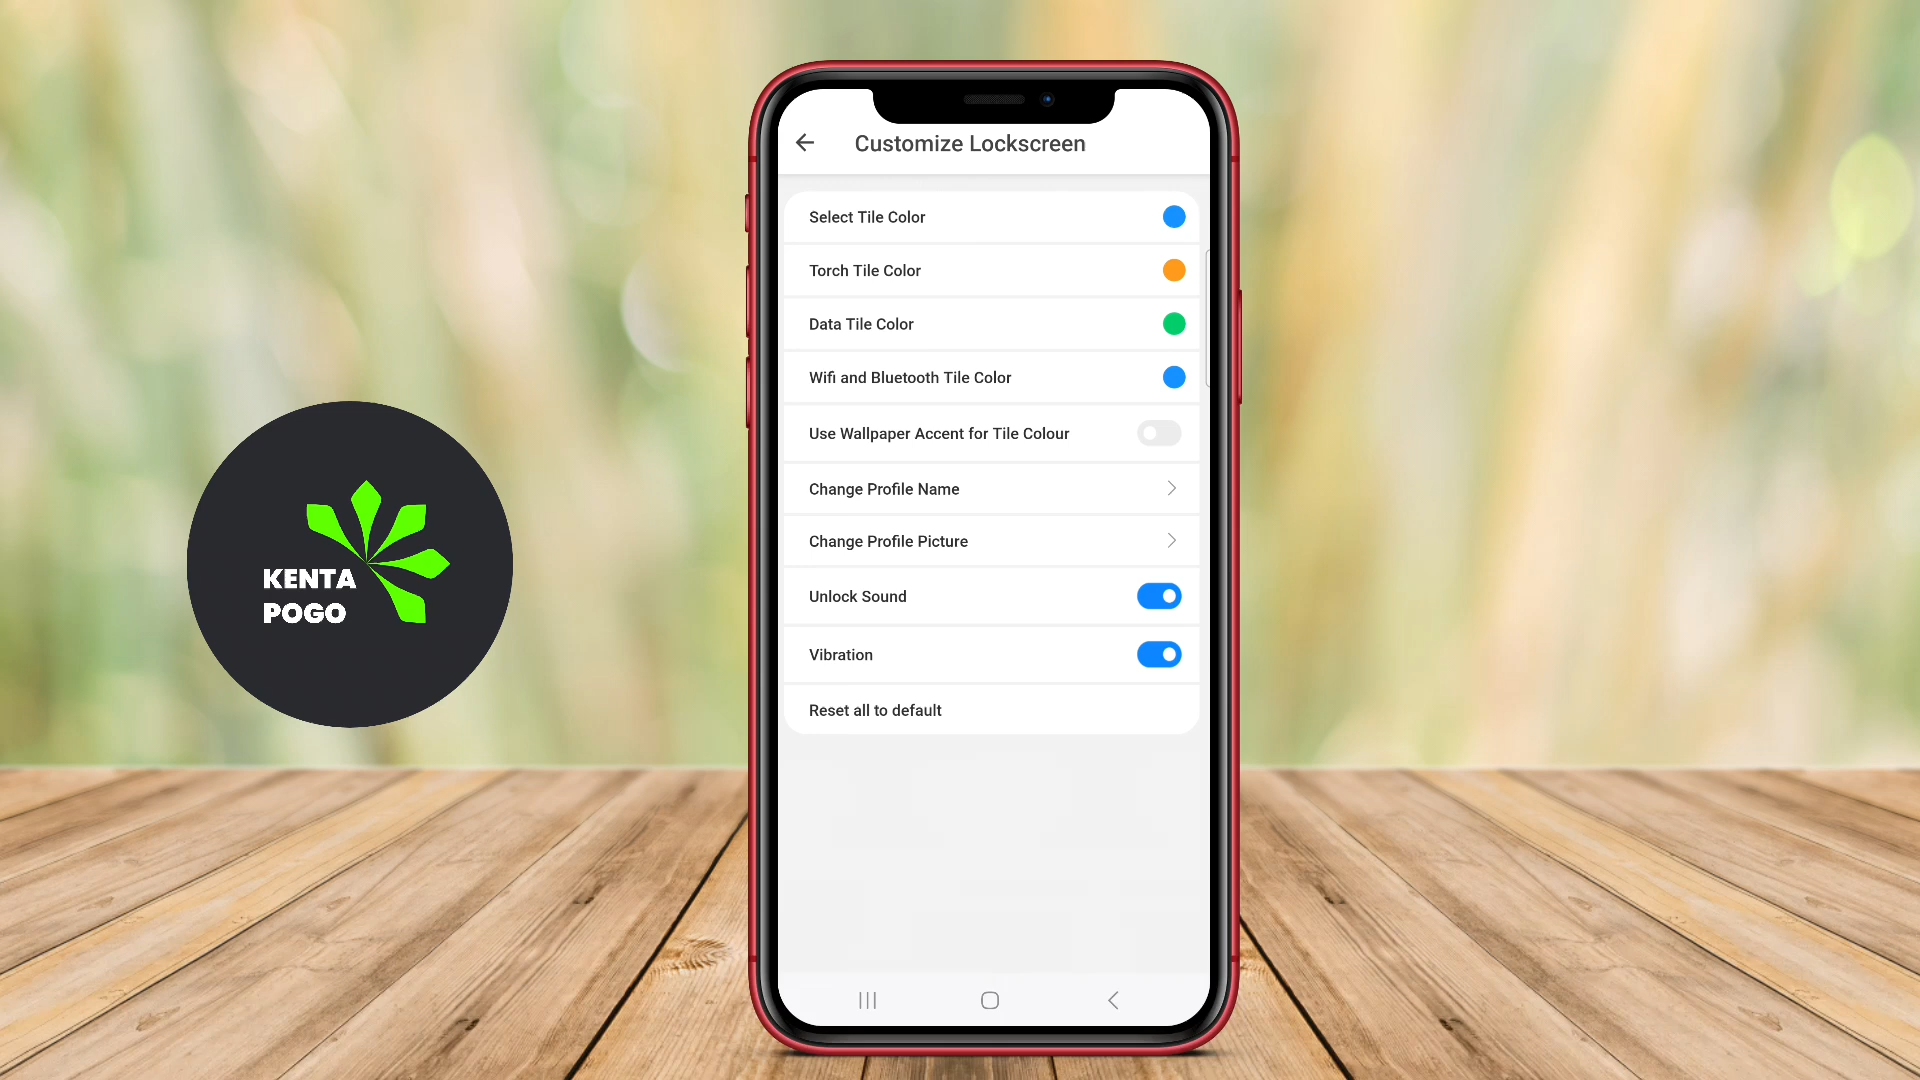 Customize Lockscreen
Select Tile Color
Torch Tile Color
Data Tile Color
Wifi and Bluetooth Tile Color
Use Wallpaper Accent for Tile Colour
Change Profile Name
Change Profile Picture
Unlock Sound
Vibration
Reset all to default
KENTA
POGO